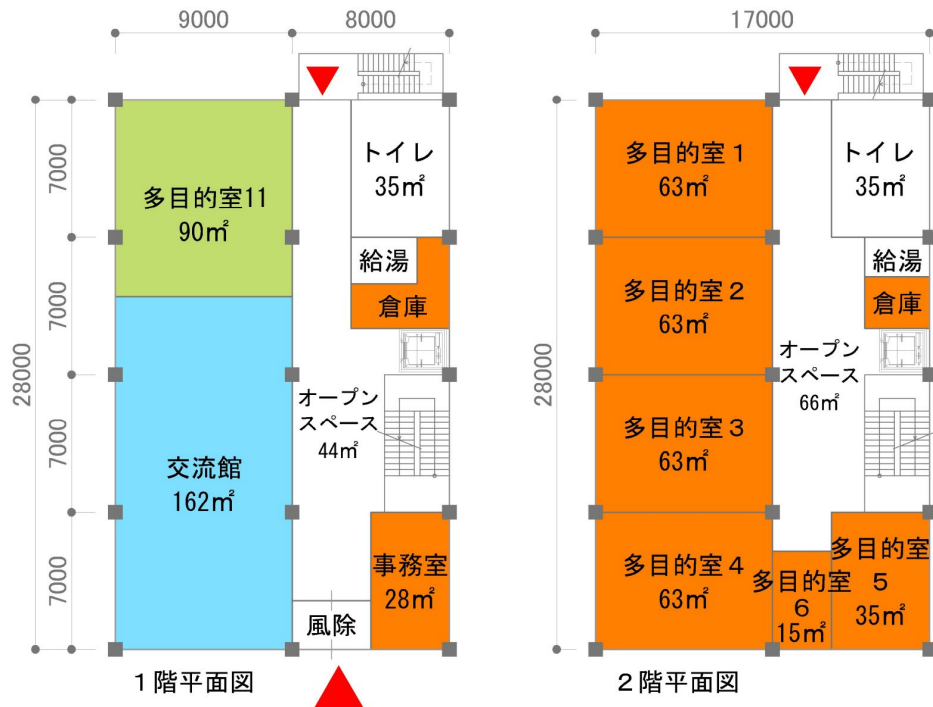 9000
8000
17000
28000
7000
7000
7000
7000
多目的室11
90㎡
トイレ
35㎡
給湯
倉庫
オープン
スペース
44㎡
交流館
162㎡
事務室
28㎡
風除
1階平面図
28000
多目的室1
63㎡
トイレ
35㎡
多目的室2
63㎡
給湯
倉庫
オープン
スペース
66㎡
多目的室3
63㎡
多目的室4
63㎡
多目的室
5
35㎡
多目的室
6
15㎡
2階平面図